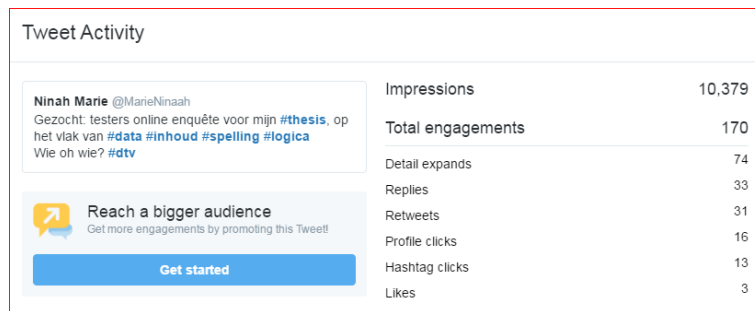 Tweet Activity
Ninah Marie @MarieNinaah
Gezocht: testers online enquête voor mijn #thesis, op
het vlak van #data #inhoud #spelling #logica
Wie oh wie? #dtv
Reach a bigger audience
Get more engagements by promoting this Tweet!
Get started
Impressions 10,379
Total engagements 170
Detail expands 74
Replies 33
Retweets 31
Profile clicks 16
Hashtag clicks 13
Likes 3